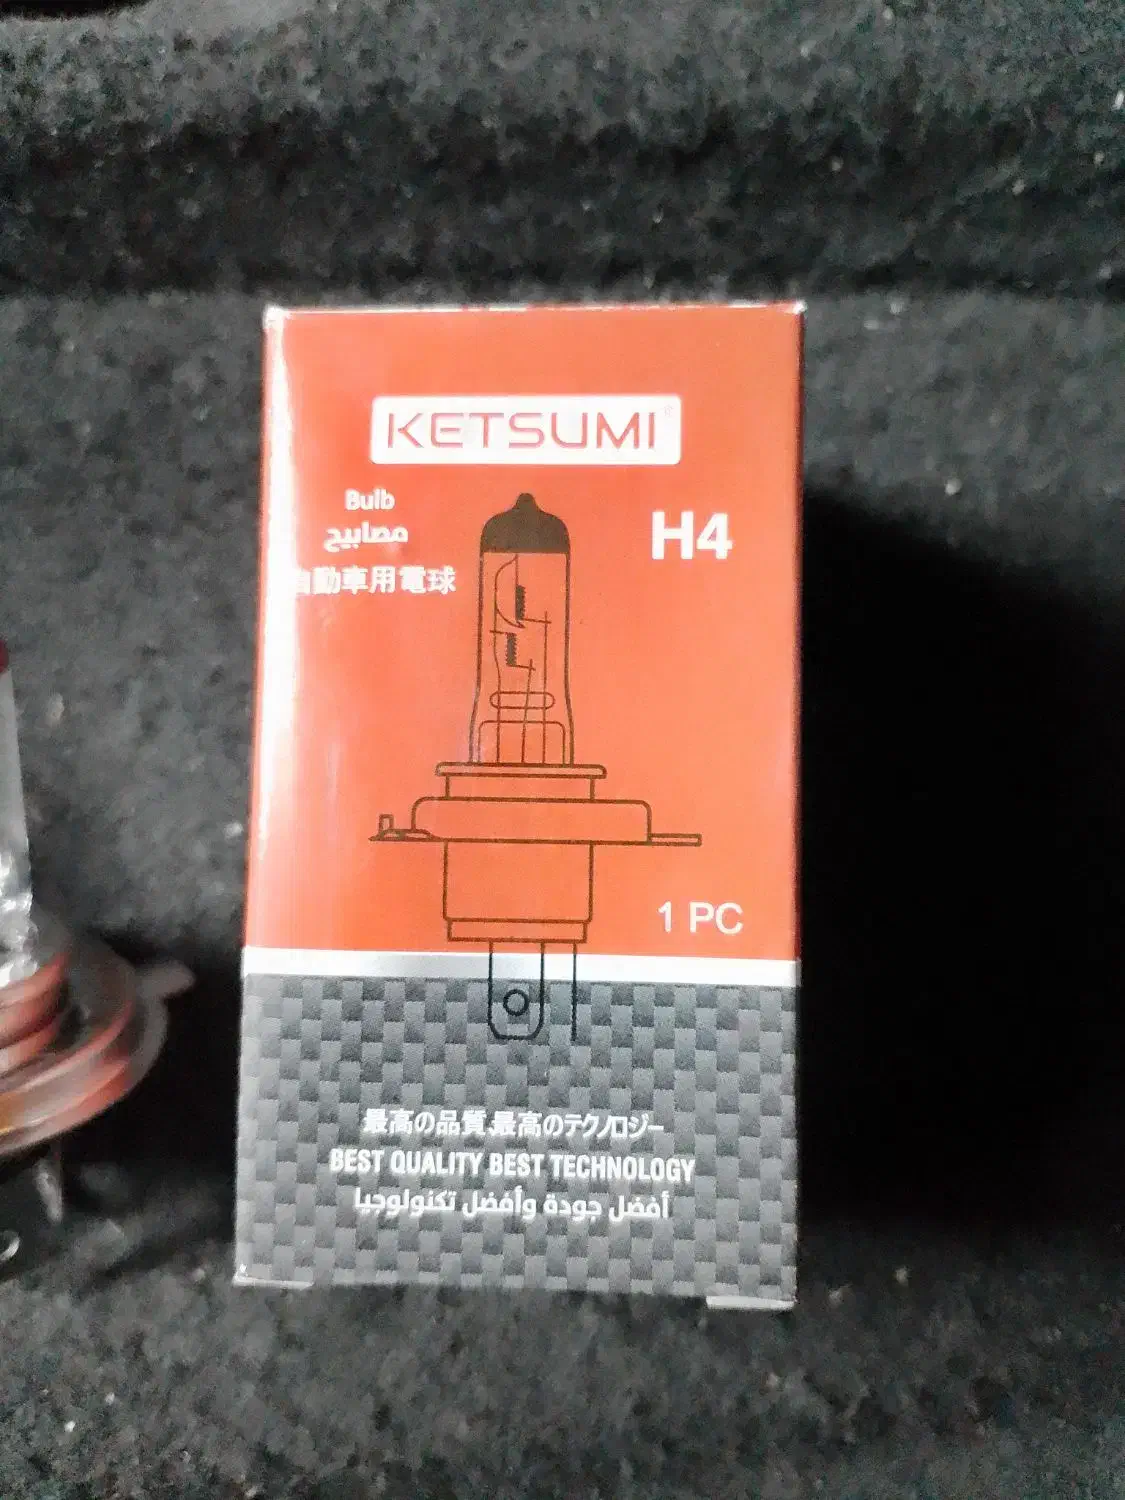 KETSUMI®
Bulb
مصابيح
自動車用電球
H4
1 PC
最高の品質,最高のテクノロジー
BEST QUALITY BEST TECHNOLOGY
أفضل جودة وأفضل تكنولوجيا